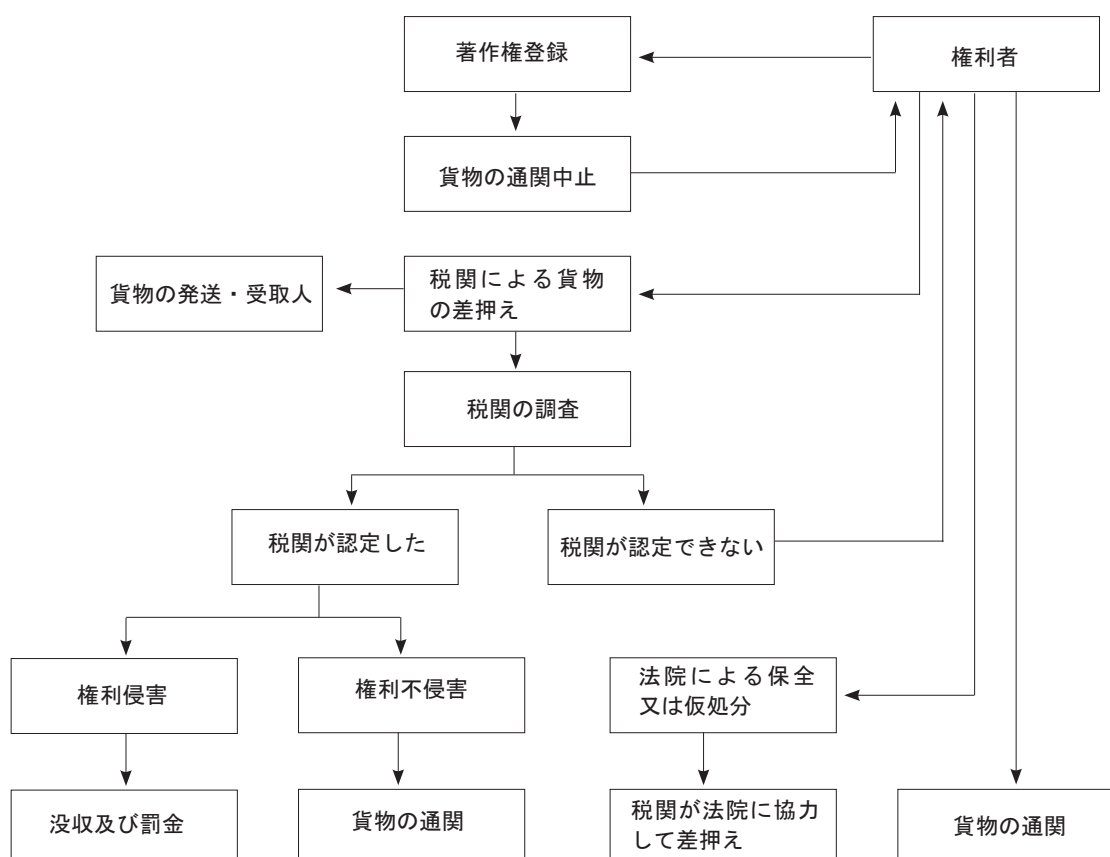 著作権登録
権利者
貨物の通関中止
貨物の発送・受取人
税関による貨物
の差押え
税関の調査
税関が認定した
税関が認定できない
権利侵害
権利不侵害
法院による保全
又は仮処分
没収及び罰金
貨物の通関
税関が法院に協力
して差押え
貨物の通関